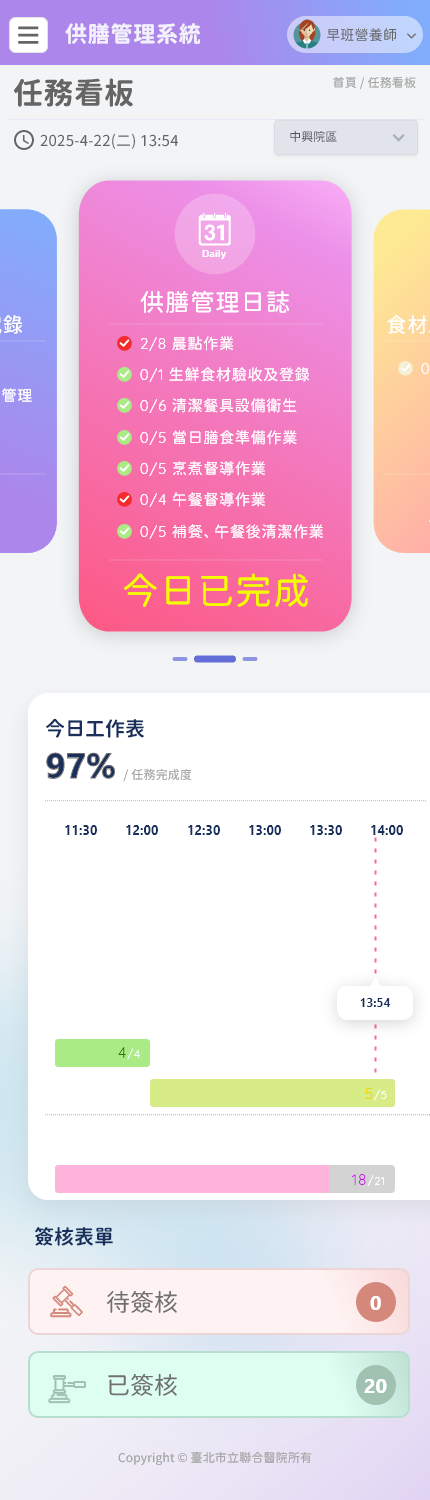 供膳管理系統
早班營養師
任務看板
首頁 / 任務看板
2025-4-22(二) 13:54
中興院區
31
Daily
供膳管理日誌
2/8 晨點作業
0/1 生鮮食材驗收及登錄
0/6 清潔餐具設備衛生
0/5 當日膳食準備作業
0/5 烹煮督導作業
0/4 午餐督導作業
0/5 補餐、午餐後清潔作業
今日已完成
錄
管理
食材
0
今日工作表
97% / 任務完成度
11:30 12:00 12:30 13:00 13:30 14:00
13:54
4/4
5/5
18/21
簽核表單
待簽核 0
已簽核 20
Copyright © 臺北市立聯合醫院所有